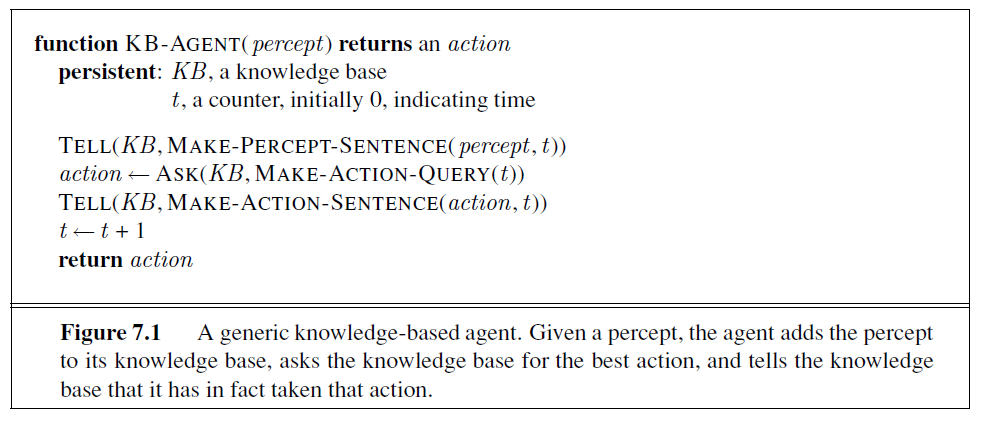 function KB-AGENT(percept) returns an action
persistent: KB, a knowledge base
t, a counter, initially 0, indicating time
TELL(KB, MAKE-PERCEPT-SENTENCE(percept, t))
action ← ASK(KB, MAKE-ACTION-QUERY(t))
TELL(KB, MAKE-ACTION-SENTENCE(action, t))
t ← t + 1
return action
Figure 7.1 A generic knowledge-based agent. Given a percept, the agent adds the percept
to its knowledge base, asks the knowledge base for the best action, and tells the knowledge
base that it has in fact taken that action.